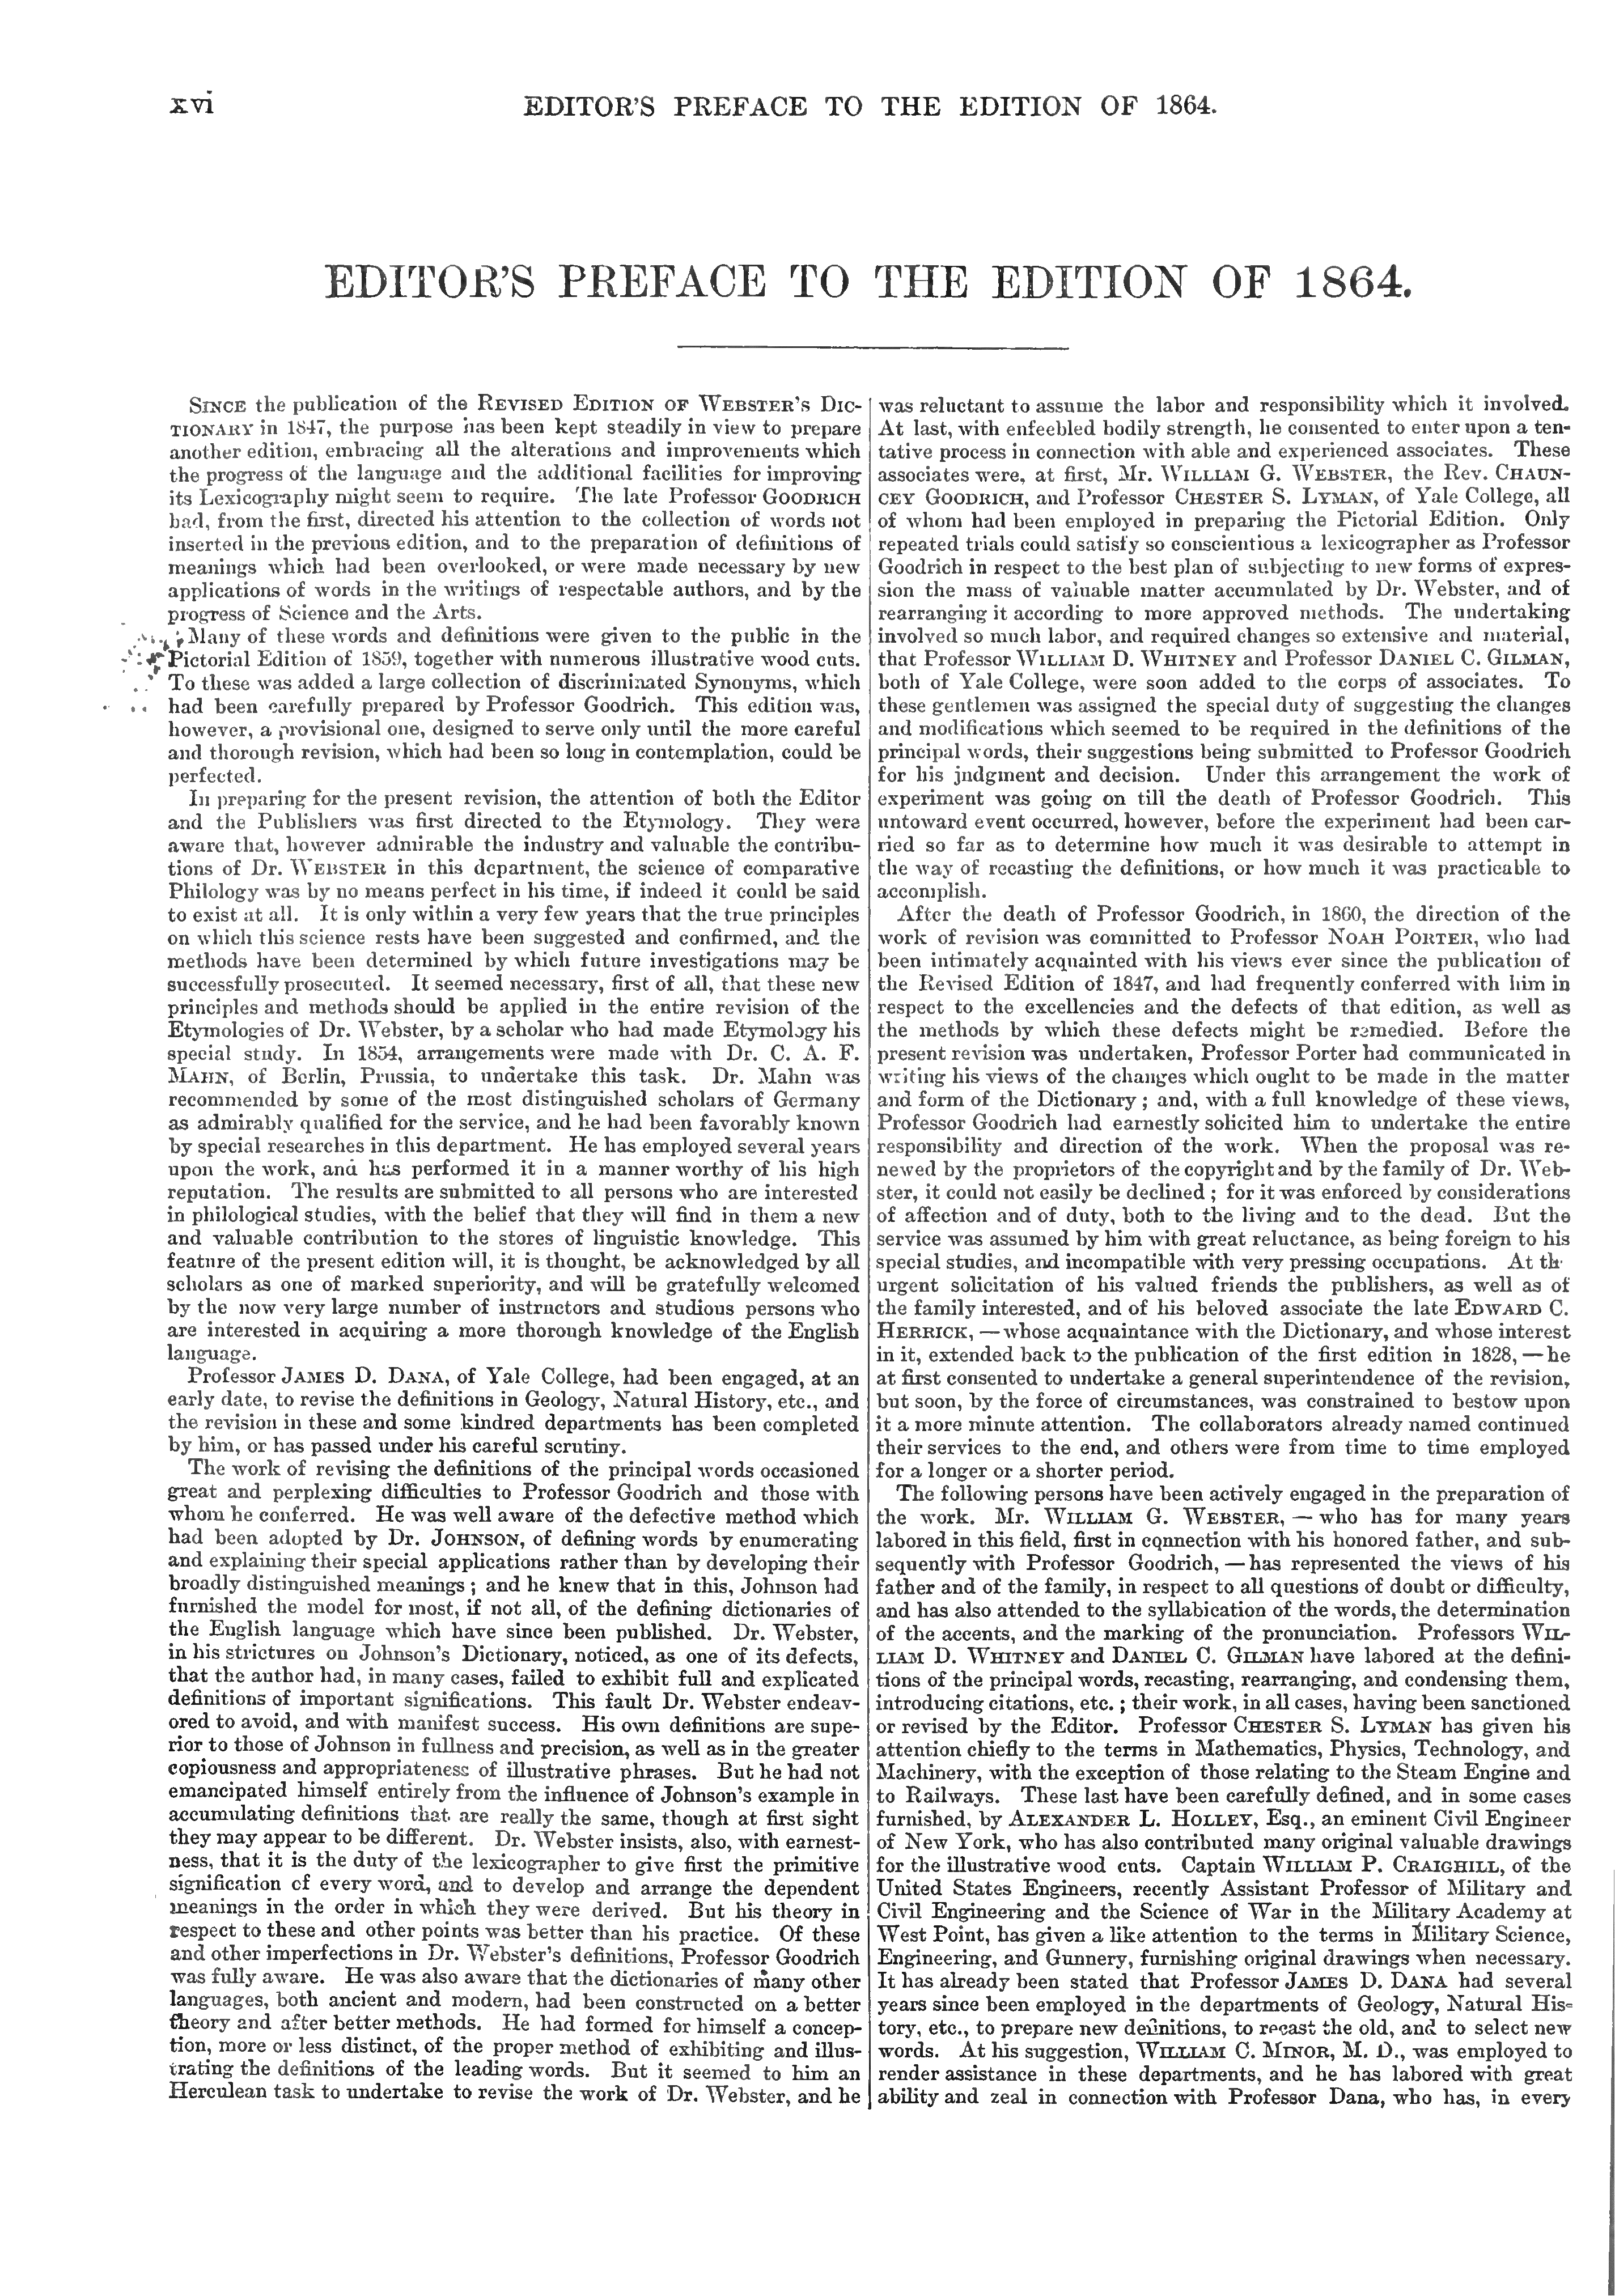 xvi
EDITOR'S PREFACE TO THE EDITION OF 1864.
EDITOR'S PREFACE TO THE EDITION OF 1864.
SINCE the publication of the REVISED EDITION OF WEBSTER'S DIC-
TIONARY in 1847, the purpose has been kept steadily in view to prepare
another edition, embracing all the alterations and improvements which
the progress of the language and the additional facilities for improving
its Lexicography might seem to require. The late Professor GOODRICH
had, from the first, directed his attention to the collection of words not
inserted in the previous edition, and to the preparation of definitions of
meanings which had been overlooked, or were made necessary by new
applications of words in the writings of respectable authors, and by the
progress of Science and the Arts.
Many of these words and definitions were given to the public in the
Pictorial Edition of 1859, together with numerous illustrative wood cuts.
To these was added a large collection of discriminated Synonyms, which
had been carefully prepared by Professor Goodrich. This edition was,
however, a provisional one, designed to serve only until the more careful
and thorough revision, which had been so long in contemplation, could be
perfected.
In preparing for the present revision, the attention of both the Editor
and the Publishers was first directed to the Etymology. They were
aware that, however admirable the industry and valuable the contribu-
tions of Dr. WEBSTER in this department, the science of comparative
Philology was by no means perfect in his time, if indeed it could be said
to exist at all. It is only within a very few years that the true principles
on which this science rests have been suggested and confirmed, and the
methods have been determined by which future investigations may be
successfully prosecuted. It seemed necessary, first of all, that these new
principles and methods should be applied in the entire revision of the
Etymologies of Dr. Webster, by a scholar who had made Etymology his
special study. In 1854, arrangements were made with Dr. C. A. F.
MAHN, of Berlin, Prussia, to undertake this task. Dr. Mahn was
recommended by some of the most distinguished scholars of Germany
as admirably qualified for the service, and he had been favorably known
by special researches in this department. He has employed several years
upon the work, and has performed it in a manner worthy of his high
reputation. The results are submitted to all persons who are interested
in philological studies, with the belief that they will find in them a new
and valuable contribution to the stores of linguistic knowledge. This
feature of the present edition will, it is thought, be acknowledged by all
scholars as one of marked superiority, and will be gratefully welcomed
by the now very large number of instructors and studious persons who
are interested in acquiring a more thorough knowledge of the English
language.
Professor JAMES D. DANA, of Yale College, had been engaged, at an
early date, to revise the definitions in Geology, Natural History, etc., and
the revision in these and some kindred departments has been completed
by him, or has passed under his careful scrutiny.
The work of revising the definitions of the principal words occasioned
great and perplexing difficulties to Professor Goodrich and those with
whom he conferred. He was well aware of the defective method which
had been adopted by Dr. JOHNSON, of defining words by enumerating
and explaining their special applications rather than by developing their
broadly distinguished meanings; and he knew that in this, Johnson had
furnished the model for most, if not all, of the defining dictionaries of
the English language which have since been published. Dr. Webster,
in his strictures on Johnson's Dictionary, noticed, as one of its defects,
that the author had, in many cases, failed to exhibit full and explicated
definitions of important significations. This fault Dr. Webster endeav-
ored to avoid, and with manifest success. His own definitions are supe-
rior to those of Johnson in fullness and precision, as well as in the greater
copiousness and appropriateness of illustrative phrases. But he had not
emancipated himself entirely from the influence of Johnson's example in
accumulating definitions that are really the same, though at first sight
they may appear to be different. Dr. Webster insists, also, with earnest-
ness, that it is the duty of the lexicographer to give first the primitive
signification of every word, and to develop and arrange the dependent
meanings in the order in which they were derived. But his theory in
respect to these and other points was better than his practice. Of these
and other imperfections in Dr. Webster's definitions, Professor Goodrich
was fully aware. He was also aware that the dictionaries of many other
languages, both ancient and modern, had been constructed on a better
theory and after better methods. He had formed for himself a concep-
tion, more or less distinct, of the proper method of exhibiting and illus-
trating the definitions of the leading words. But it seemed to him an
Herculean task to undertake to revise the work of Dr. Webster, and he
was reluctant to assume the labor and responsibility which it involved.
At last, with enfeebled bodily strength, he consented to enter upon a ten-
tative process in connection with able and experienced associates. These
associates were, at first, Mr. WILLIAM G. WEBSTER, the Rev. CHAUN-
CEY GOODRICH, and Professor CHESTER S. LYMAN, of Yale College, all
of whom had been employed in preparing the Pictorial Edition. Only
repeated trials could satisfy so conscientious a lexicographer as Professor
Goodrich in respect to the best plan of subjecting to new forms of expres-
sion the mass of valuable matter accumulated by Dr. Webster, and of
rearranging it according to more approved methods. The undertaking
involved so much labor, and required changes so extensive and material,
that Professor WILLIAM D. WHITNEY and Professor DANIEL C. GILMAN,
both of Yale College, were soon added to the corps of associates. To
these gentlemen was assigned the special duty of suggesting the changes
and modifications which seemed to be required in the definitions of the
principal words, their suggestions being submitted to Professor Goodrich
for his judgment and decision. Under this arrangement the work of
experiment was going on till the death of Professor Goodrich. This
untoward event occurred, however, before the experiment had been car-
ried so far as to determine how much it was desirable to attempt in
the way of recasting the definitions, or how much it was practicable to
accomplish.
After the death of Professor Goodrich, in 1860, the direction of the
work of revision was committed to Professor NOAH PORTER, who had
been intimately acquainted with his views ever since the publication of
the Revised Edition of 1847, and had frequently conferred with him in
respect to the excellencies and the defects of that edition, as well as
the methods by which these defects might be remedied. Before the
present revision was undertaken, Professor Porter had communicated in
writing his views of the changes which ought to be made in the matter
and form of the Dictionary; and, with a full knowledge of these views,
Professor Goodrich had earnestly solicited him to undertake the entire
responsibility and direction of the work. When the proposal was re-
newed by the proprietors of the copyright and by the family of Dr. Web-
ster, it could not easily be declined; for it was enforced by considerations
of affection and of duty, both to the living and to the dead. But the
service was assumed by him with great reluctance, as being foreign to his
special studies, and incompatible with very pressing occupations. At th
urgent solicitation of his valued friends the publishers, as well as of
the family interested, and of his beloved associate the late EDWARD C.
HERRICK, — whose acquaintance with the Dictionary, and whose interest
in it, extended back to the publication of the first edition in 1828, — he
at first consented to undertake a general superintendence of the revision,
but soon, by the force of circumstances, was constrained to bestow upon
it a more minute attention. The collaborators already named continued
their services to the end, and others were from time to time employed
for a longer or a shorter period.
The following persons have been actively engaged in the preparation of
the work. Mr. WILLIAM G. WEBSTER, — who has for many years
labored in this field, first in connection with his honored father, and sub-
sequently with Professor Goodrich, — has represented the views of his
father and of the family, in respect to all questions of doubt or difficulty,
and has also attended to the syllabication of the words, the determination
of the accents, and the marking of the pronunciation. Professors WIL-
LIAM D. WHITNEY and DANIEL C. GILMAN have labored at the defini-
tions of the principal words, recasting, rearranging, and condensing them,
introducing citations, etc.; their work, in all cases, having been sanctioned
or revised by the Editor. Professor CHESTER S. LYMAN has given his
attention chiefly to the terms in Mathematics, Physics, Technology, and
Machinery, with the exception of those relating to the Steam Engine and
to Railways. These last have been carefully defined, and in some cases
furnished, by ALEXANDER L. HOLLEY, Esq., an eminent Civil Engineer
of New York, who has also contributed many original valuable drawings
for the illustrative wood cuts. Captain WILLIAM P. CRAIGHILL, of the
United States Engineers, recently Assistant Professor of Military and
Civil Engineering and the Science of War in the Military Academy at
West Point, has given a like attention to the terms in Military Science,
Engineering, and Gunnery, furnishing original drawings when necessary.
It has already been stated that Professor JAMES D. DANA had several
years since been employed in the departments of Geology, Natural His-
tory, etc., to prepare new definitions, to recast the old, and to select new
words. At his suggestion, WILLIAM C. MINOR, M. D., was employed to
render assistance in these departments, and he has labored with great
ability and zeal in connection with Professor Dana, who has, in every